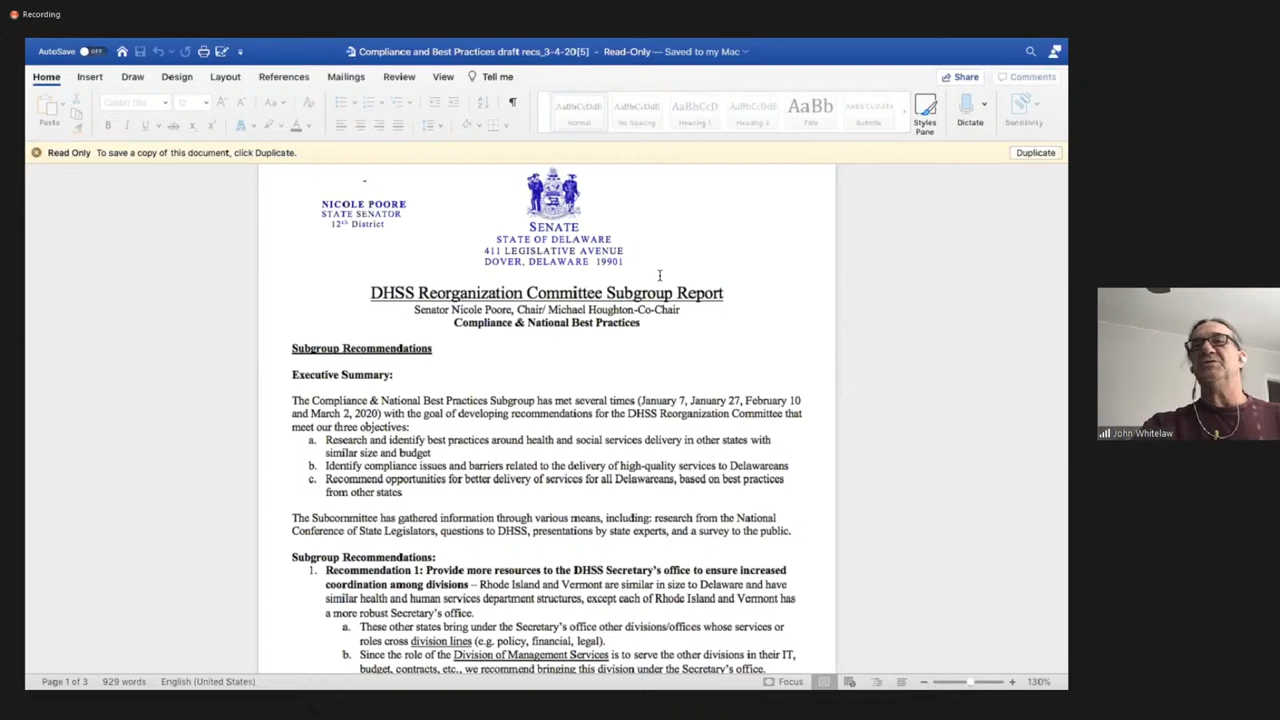 Recording
AutoSave OFF
Compliance and Best Practices draft recs_3-4-20[5] - Read-Only — Saved to my Mac
Home Insert Draw Design Layout References Mailings Review View Tell me
Share Comments
Paste
Calibri (Bo... 12
Aa
AaBbCcDdE AaBbCcDdE AaBbCcD AaBbCcDdE AaBb AaBbCcDdE
Normal No Spacing Heading 1 Heading 2 Title Subtitle
Styles Pane
Dictate Sensitivity
Read Only To save a copy of this document, click Duplicate.
Duplicate
NICOLE POORE
STATE SENATOR
12th District
SENATE
STATE OF DELAWARE
411 LEGISLATIVE AVENUE
DOVER, DELAWARE 19901
DHSS Reorganization Committee Subgroup Report
Senator Nicole Poore, Chair/ Michael Houghton-Co-Chair
Compliance & National Best Practices
Subgroup Recommendations
Executive Summary:
The Compliance & National Best Practices Subgroup has met several times (January 7, January 27, February 10
and March 2, 2020) with the goal of developing recommendations for the DHSS Reorganization Committee that
meet our three objectives:
a. Research and identify best practices around health and social services delivery in other states with
similar size and budget
b. Identify compliance issues and barriers related to the delivery of high-quality services to Delawareans
c. Recommend opportunities for better delivery of services for all Delawareans, based on best practices
from other states
The Subcommittee has gathered information through various means, including: research from the National
Conference of State Legislators, questions to DHSS, presentations by state experts, and a survey to the public.
Subgroup Recommendations:
1. Recommendation 1: Provide more resources to the DHSS Secretary's office to ensure increased
coordination among divisions – Rhode Island and Vermont are similar in size to Delaware and have
similar health and human services department structures, except each of Rhode Island and Vermont has
a more robust Secretary's office.
a. These other states bring under the Secretary's office other divisions/offices whose services or
roles cross division lines (e.g. policy, financial, legal).
b. Since the role of the Division of Management Services is to serve the other divisions in their IT,
budget, contracts, etc., we recommend bringing this division under the Secretary's office.
Page 1 of 3 929 words English (United States)
Focus
130%
John Whitelaw